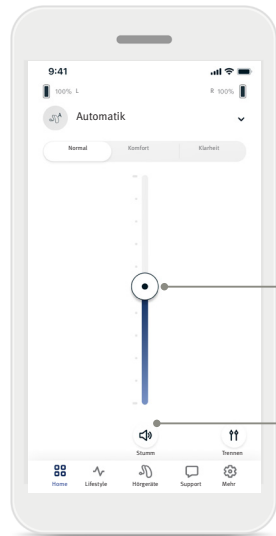 9:41
100% L R 100%
Automatik
Normal Komfort Klarheit
Stumm Trennen
Home Lifestyle Hörgeräte Support Mehr